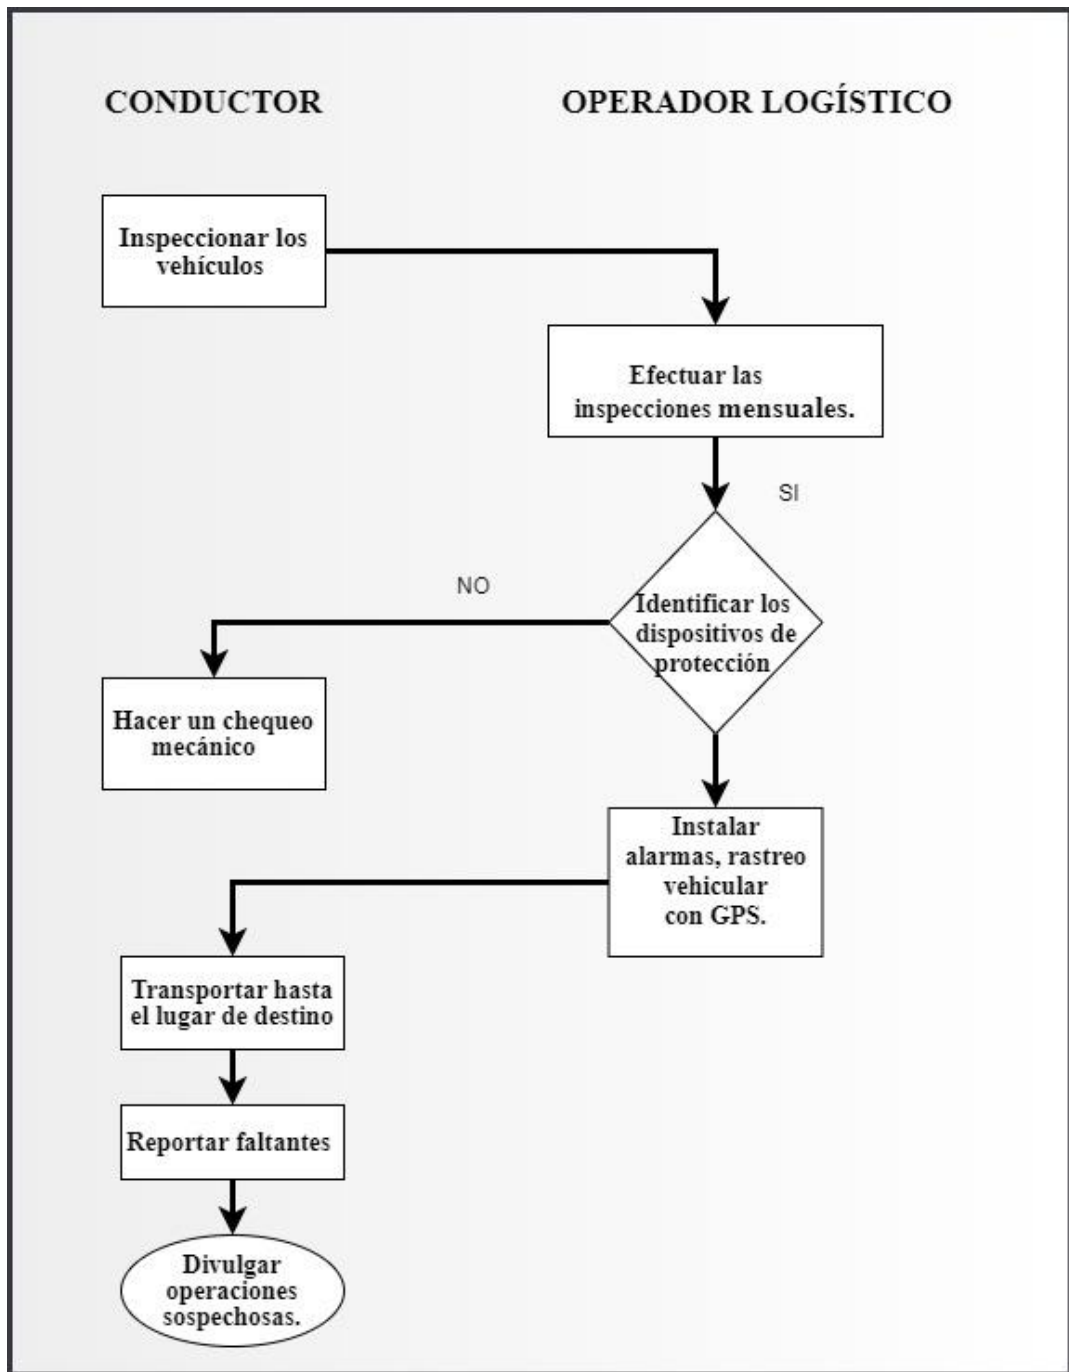 CONDUCTOR
OPERADOR LOGÍSTICO
Inspeccionar los
vehículos
Efectuar las
inspecciones mensuales.
SI
NO
Identificar los
dispositivos de
protección
Hacer un chequeo
mecánico
Instalar
alarmas, rastreo
vehicular
con GPS.
Transportar hasta
el lugar de destino
Reportar faltantes
Divulgar
operaciones
sospechosas.